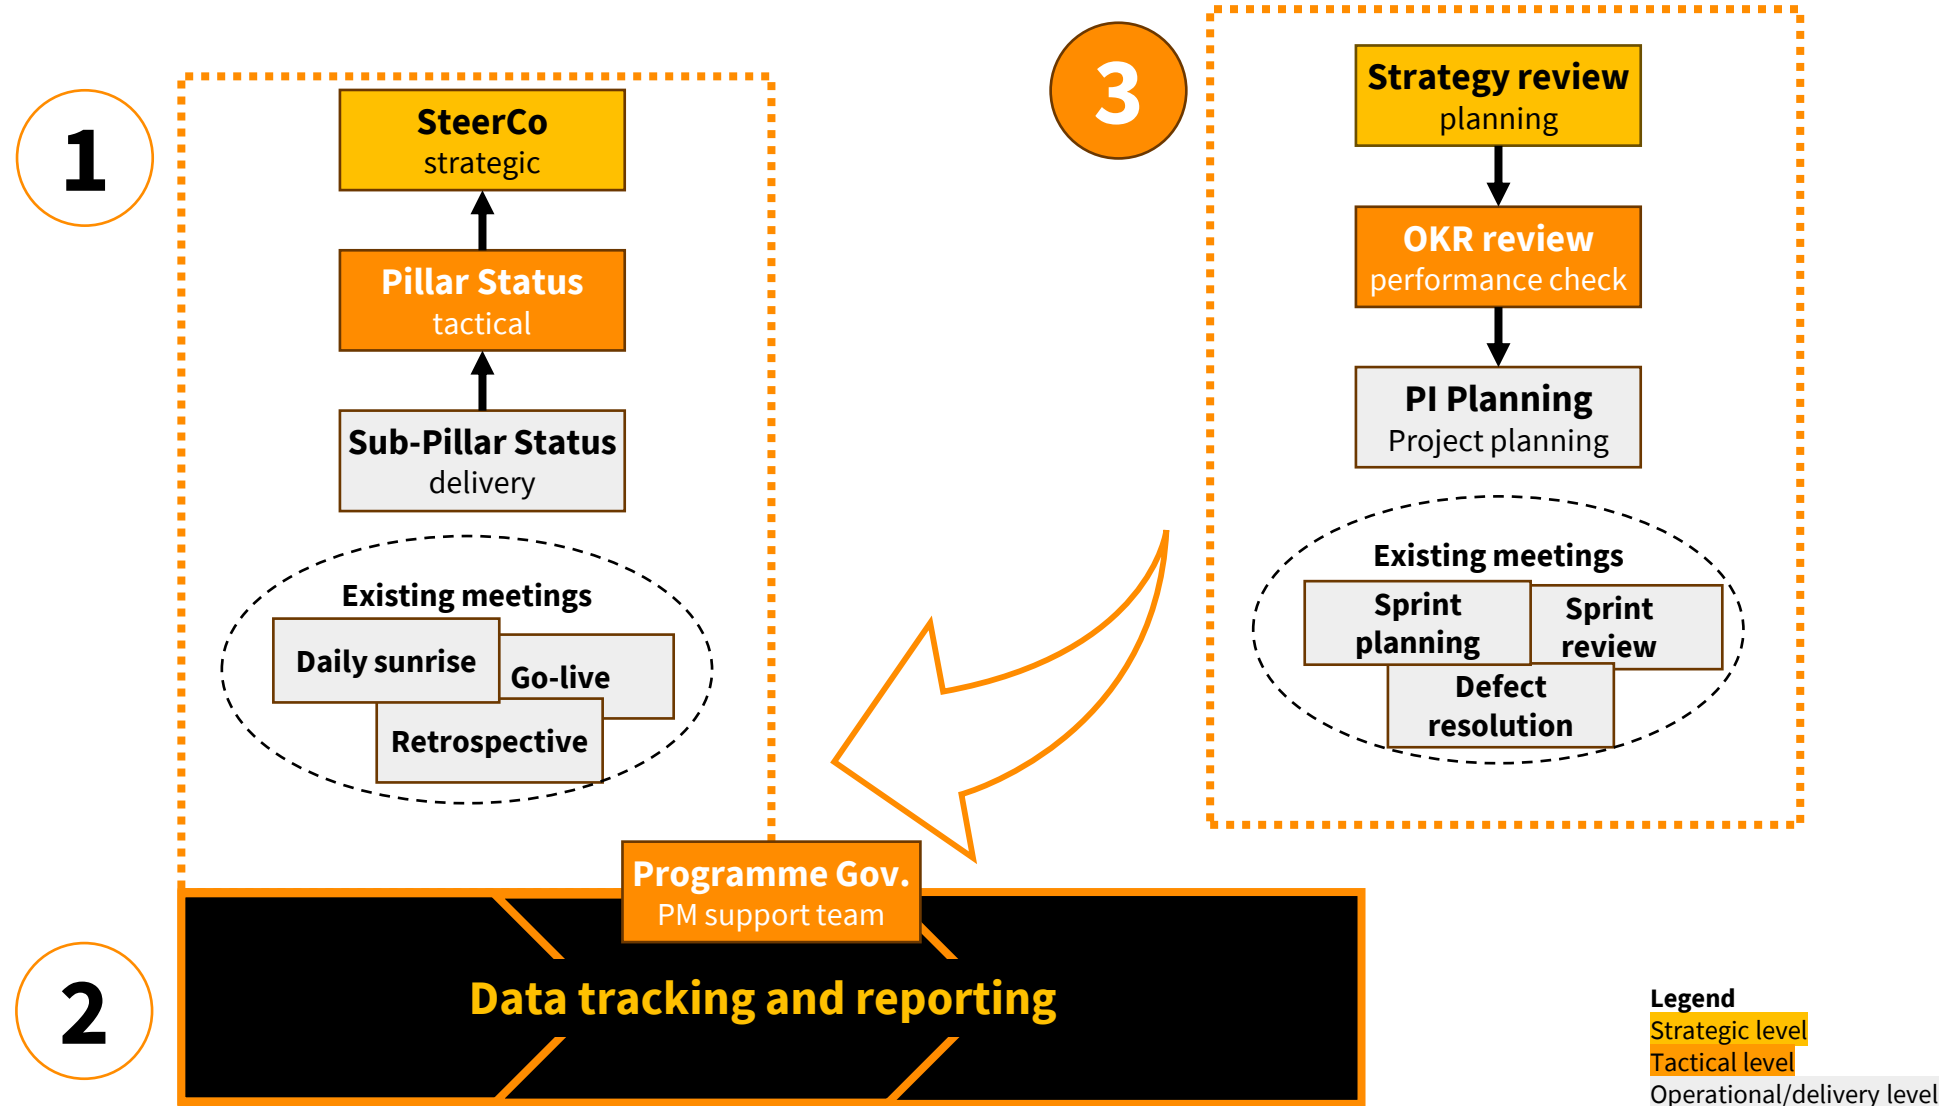 1
SteerCo
strategic
Pillar Status
tactical
Sub-Pillar Status
delivery
Existing meetings
Daily sunrise
Go-live
Retrospective
3
Strategy review
planning
OKR review
performance check
PI Planning
Project planning
Existing meetings
Sprint
planning
Sprint
review
Defect
resolution
Programme Gov.
PM support team
2
Data tracking and reporting
Legend
Strategic level
Tactical level
Operational/delivery level